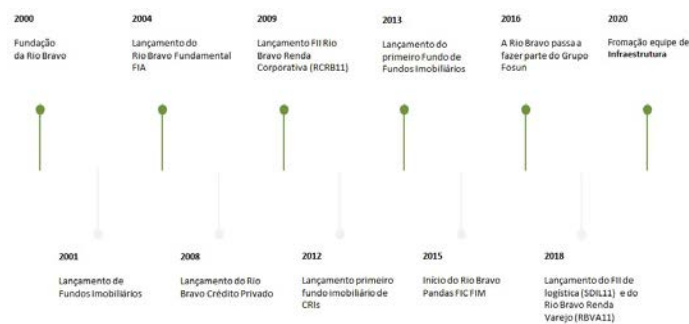 2000
Fundação
da Rio Bravo
2004
Lançamento do
Rio Bravo Fundamental
FIA
2009
Lançamento FII Rio
Bravo Renda
Corporativa (RCRB11)
2013
Lançamento do
primeiro Fundo de
Fundos Imobiliários
2016
A Rio Bravo passa a
fazer parte do Grupo
Fosun
2020
Fromação equipe de
Infraestrutura
2001
Lançamento de
Fundos Imobiliários
2008
Lançamento do Rio
Bravo Crédito Privado
2012
Lançamento primeiro
fundo imobiliário de
CRIs
2015
Início do Rio Bravo
Pandas FIC FIM
2018
Lançamento do FII de
logística (SDIL11) e do
Rio Bravo Renda
Varejo (RBVA11)